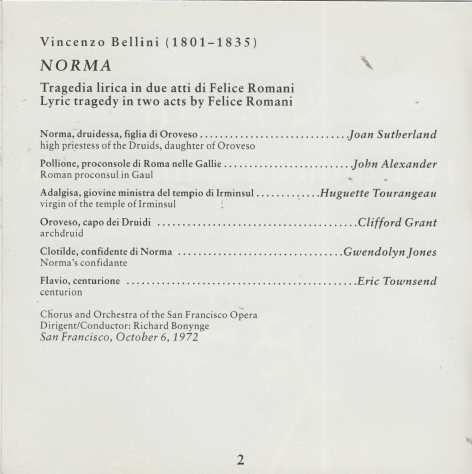 Vincenzo Bellini (1801–1835)
NORMA
Tragedia lirica in due atti di Felice Romani
Lyric tragedy in two acts by Felice Romani
Norma, druidessa, figlia di Oroveso ........................... Joan Sutherland
high priestess of the Druids, daughter of Oroveso
Pollione, proconsole di Roma nelle Gallie ....................... John Alexander
Roman proconsul in Gaul
Adalgisa, giovine ministra del tempio di Irminsul ............ Huguette Tourangeau
virgin of the temple of Irminsul
Oroveso, capo dei Druidi .................................... Clifford Grant
archdruid
Clotilde, confidente di Norma .............................. Gwendolyn Jones
Norma's confidante
Flavio, centurione .......................................... Eric Townsend
centurion
Chorus and Orchestra of the San Francisco Opera
Dirigent/Conductor: Richard Bonynge
San Francisco, October 6, 1972
2